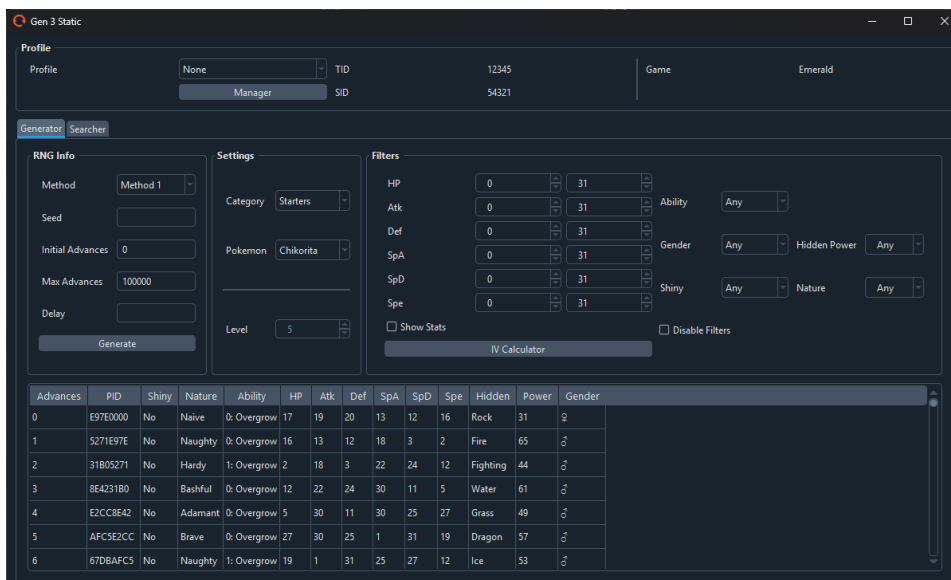 Gen 3 Static
Profile
Profile None TID 12345 Game Emerald
Manager SID 54321
Generator Searcher
RNG Info
Method Method 1
Seed
Initial Advances 0
Max Advances 100000
Delay
Generate
Settings
Category Starters
Pokemon Chikorita
Level 5
Filters
HP 0 31
Atk 0 31
Def 0 31
SpA 0 31
SpD 0 31
Spe 0 31
Show Stats
IV Calculator
Ability Any
Gender Any Hidden Power Any
Shiny Any Nature Any
Disable Filters
Advances PID Shiny Nature Ability HP Atk Def SpA SpD Spe Hidden Power Gender
0 E97E0000 No Naive 0: Overgrow 17 19 20 13 12 16 Rock 31 ♀
1 5271E97E No Naughty 0: Overgrow 16 13 12 18 3 2 Fire 65 ♂
2 31B05271 No Hardy 1: Overgrow 2 18 3 22 24 12 Fighting 44 ♂
3 8E4231B0 No Bashful 0: Overgrow 12 22 24 30 11 5 Water 61 ♂
4 E2CC8E42 No Adamant 0: Overgrow 5 30 11 30 25 27 Grass 49 ♂
5 AFC5E2CC No Brave 0: Overgrow 27 30 25 1 31 19 Dragon 57 ♂
6 67DBAFC5 No Naughty 1: Overgrow 19 1 31 25 27 12 Ice 53 ♂